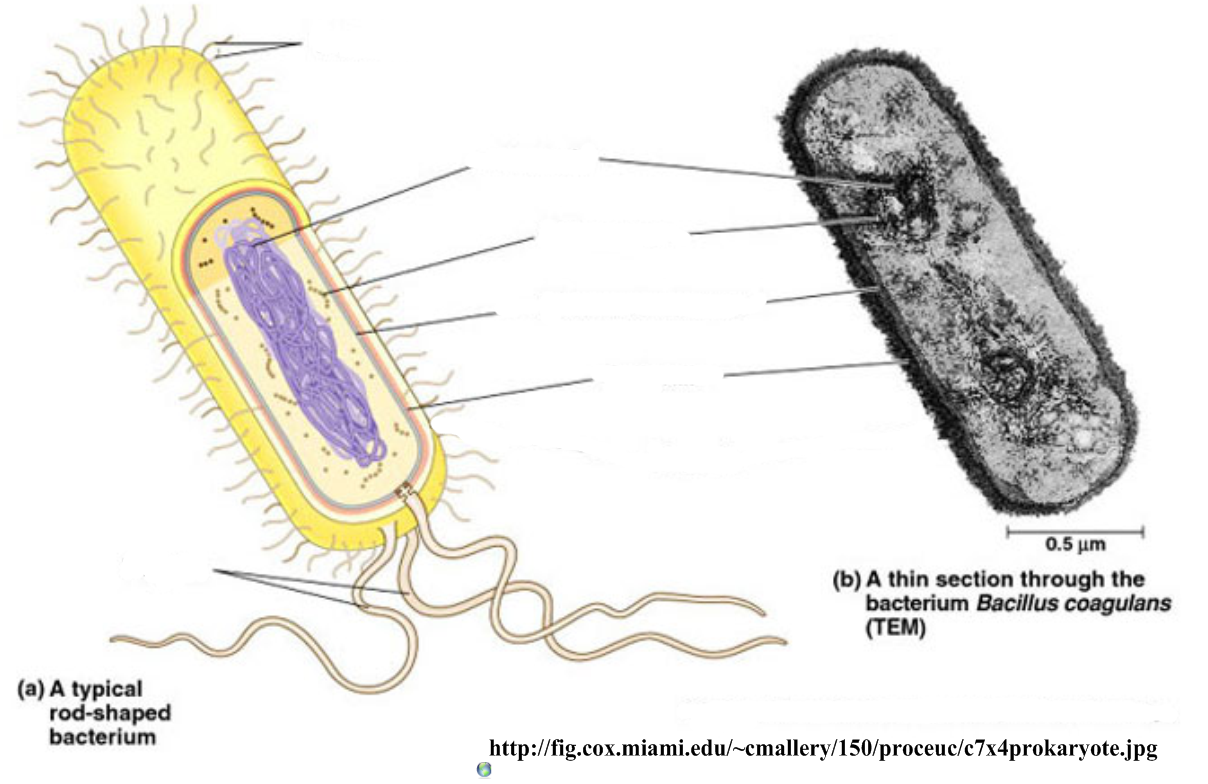 0.5 µm
(b) A thin section through the
bacterium Bacillus coagulans
(TEM)
(a) A typical
rod-shaped
bacterium
http://fig.cox.miami.edu/~cmallery/150/proceuc/c7x4prokaryote.jpg